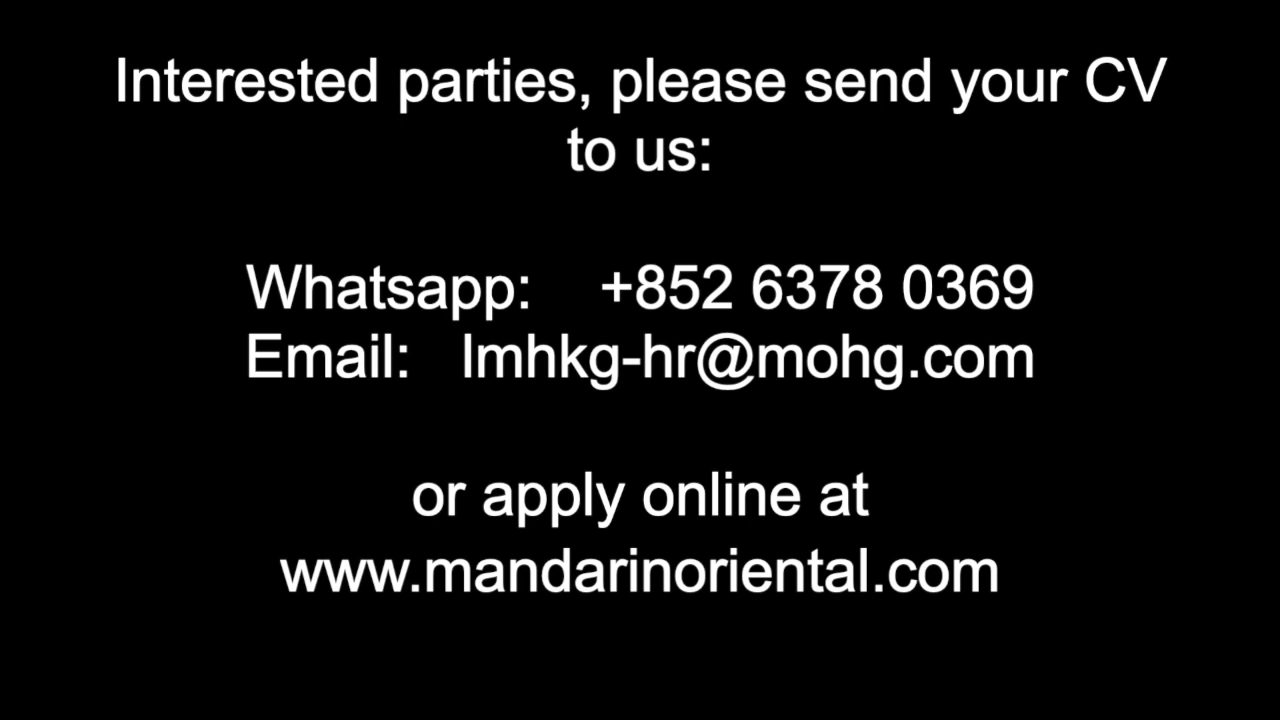 Interested parties, please send your CV
to us:
Whatsapp: +852 6378 0369
Email: lmhkg-hr@mohg.com
or apply online at
www.mandarinoriental.com